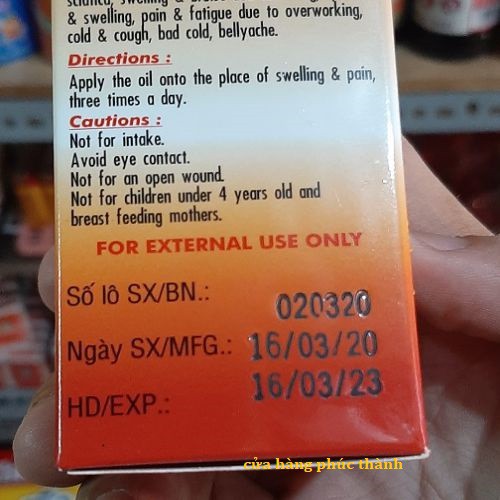 & swelling, pain & fatigue due to overworking,
cold & cough, bad cold, bellyache.
Directions :
Apply the oil onto the place of swelling & pain,
three times a day.
Cautions :
Not for intake.
Avoid eye contact.
Not for an open wound.
Not for children under 4 years old and
breast feeding mothers.
FOR EXTERNAL USE ONLY
Số lô SX/BN.: 020320
Ngày SX/MFG.: 16/03/20
HD/EXP.: 16/03/23
cửa hàng phúc thành